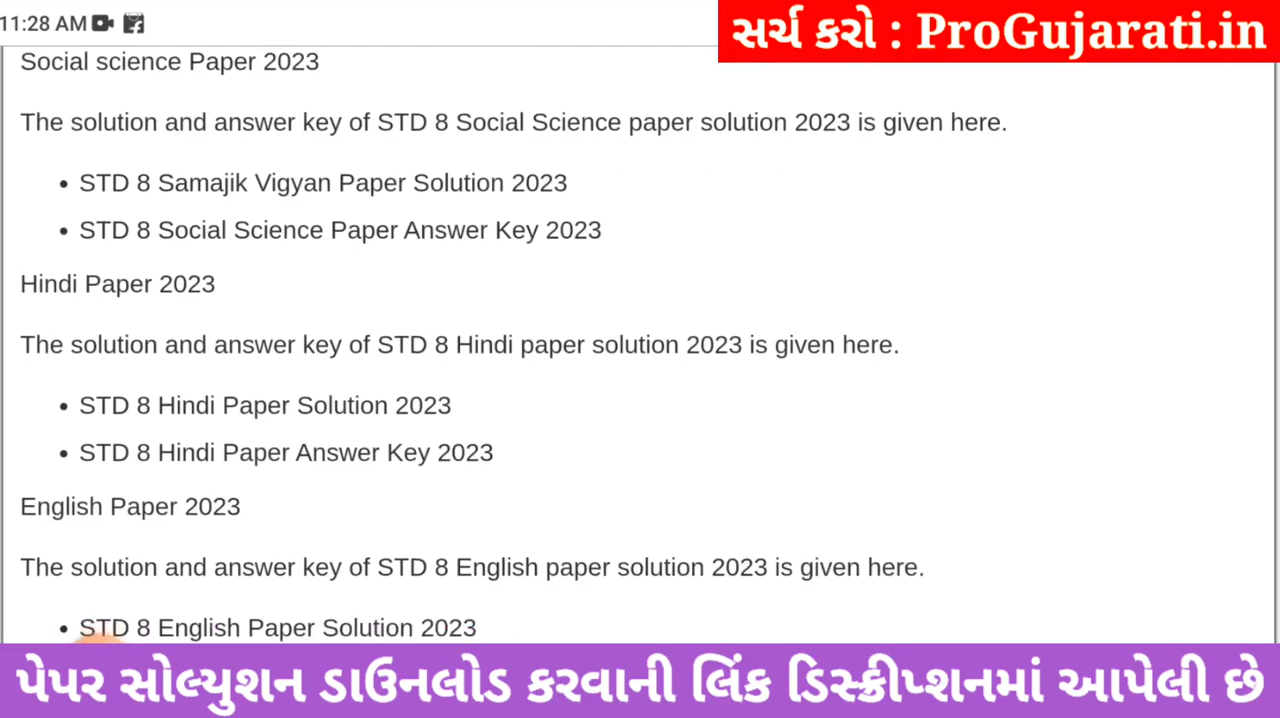 11:28 AM
સર્ચ કરો : ProGujarati.in
Social science Paper 2023
The solution and answer key of STD 8 Social Science paper solution 2023 is given here.
• STD 8 Samajik Vigyan Paper Solution 2023
• STD 8 Social Science Paper Answer Key 2023
Hindi Paper 2023
The solution and answer key of STD 8 Hindi paper solution 2023 is given here.
• STD 8 Hindi Paper Solution 2023
• STD 8 Hindi Paper Answer Key 2023
English Paper 2023
The solution and answer key of STD 8 English paper solution 2023 is given here.
• STD 8 English Paper Solution 2023
પેપર સોલ્યુશન ડાઉનલોડ કરવાની લિંક ડિસ્ક્રીપ્શનમાં આપેલી છે